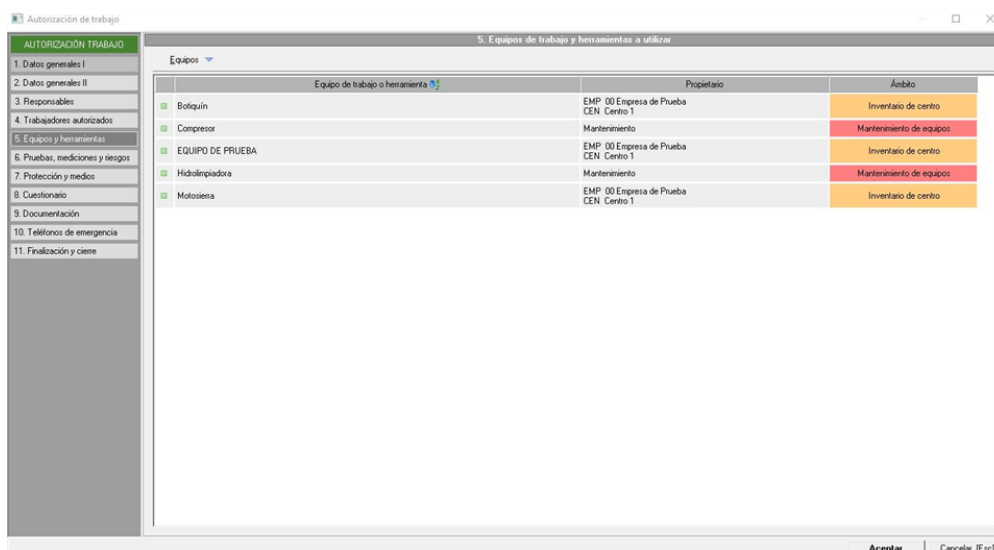 Autorización de trabajo
AUTORIZACIÓN TRABAJO
1. Datos generales I
2. Datos generales II
3. Responsables
4. Trabajadores autorizados
5. Equipos y herramientas
6. Pruebas, mediciones y riesgos
7. Protección y medios
8. Cuestionario
9. Documentación
10. Teléfonos de emergencia
11. Finalización y cierre
5. Equipos de trabajo y herramientas a utilizar
Equipos
Equipo de trabajo o herramienta Propietario Ámbito
Botiquín EMP 00 Empresa de Prueba Inventario de centro
CEN Centro 1
Compresor Mantenimiento Mantenimiento de equipos
EQUIPO DE PRUEBA EMP 00 Empresa de Prueba Inventario de centro
CEN Centro 1
Hidrolimpiadora Mantenimiento Mantenimiento de equipos
Motosierra EMP 00 Empresa de Prueba Inventario de centro
CEN Centro 1
Aceptar Cancelar [Esc]